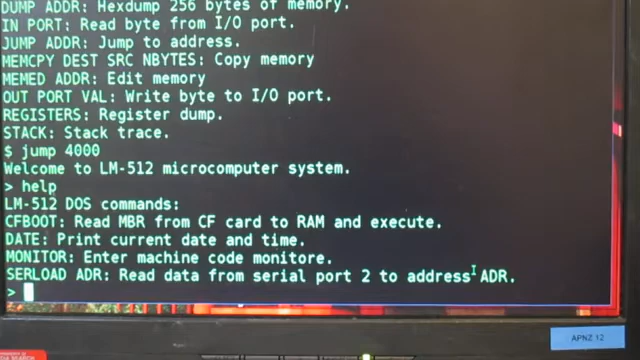 DUMP ADDR: Hexdump 256 bytes of memory.
IN PORT: Read byte from I/O port.
JUMP ADDR: Jump to address.
MEMCPY DEST SRC NBYTES: Copy memory
MEMED ADDR: Edit memory
OUT PORT VAL: Write byte to I/O port.
REGISTERS: Register dump.
STACK: Stack trace.
$ jump 4000
Welcome to LM-512 microcomputer system.
> help
LM-512 DOS commands:
CFBOOT: Read MBR from CF card to RAM and execute.
DATE: Print current date and time.
MONITOR: Enter machine code monitore.
SERLOAD ADR: Read data from serial port 2 to address ADR.
>
APNZ 12